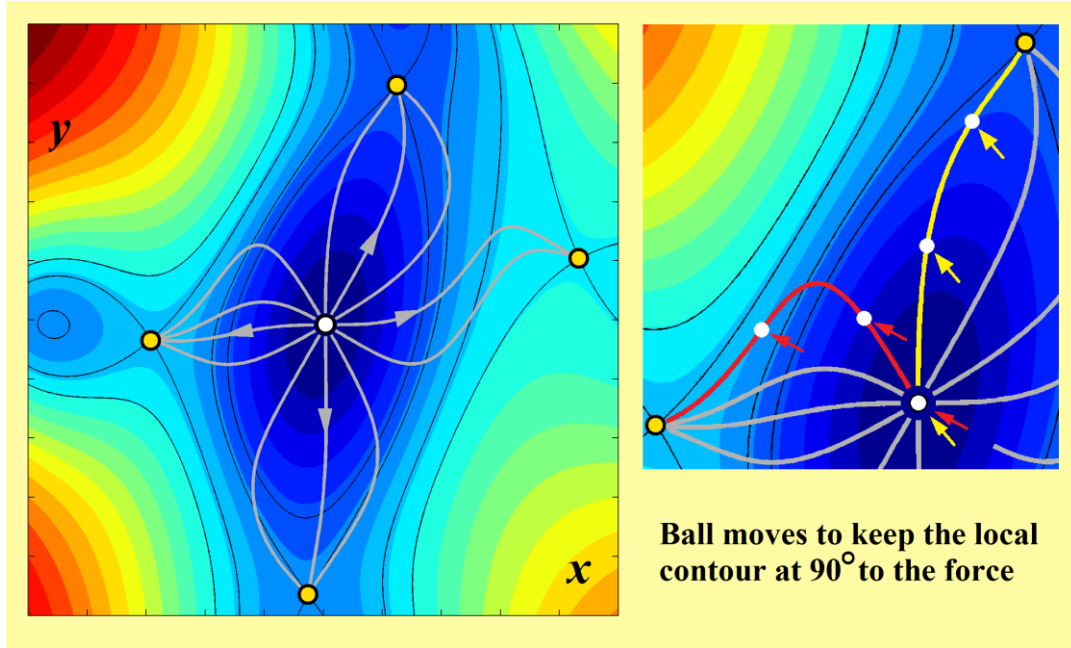 y
x
Ball moves to keep the local
contour at 90° to the force